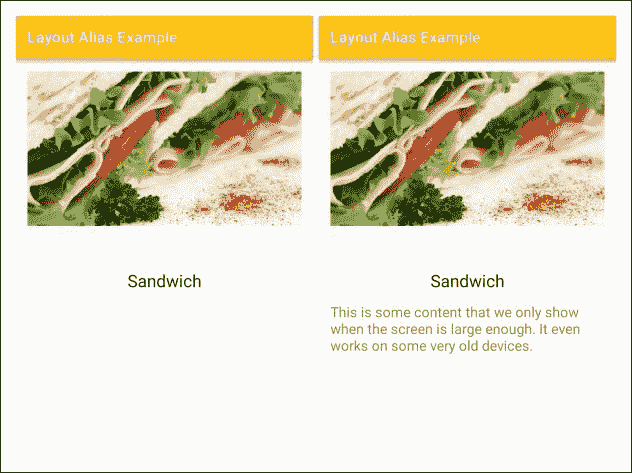 Layout Alias Example
Layout Alias Example
Sandwich
Sandwich
This is some content that we only show
when the screen is large enough. It even
works on some very old devices.